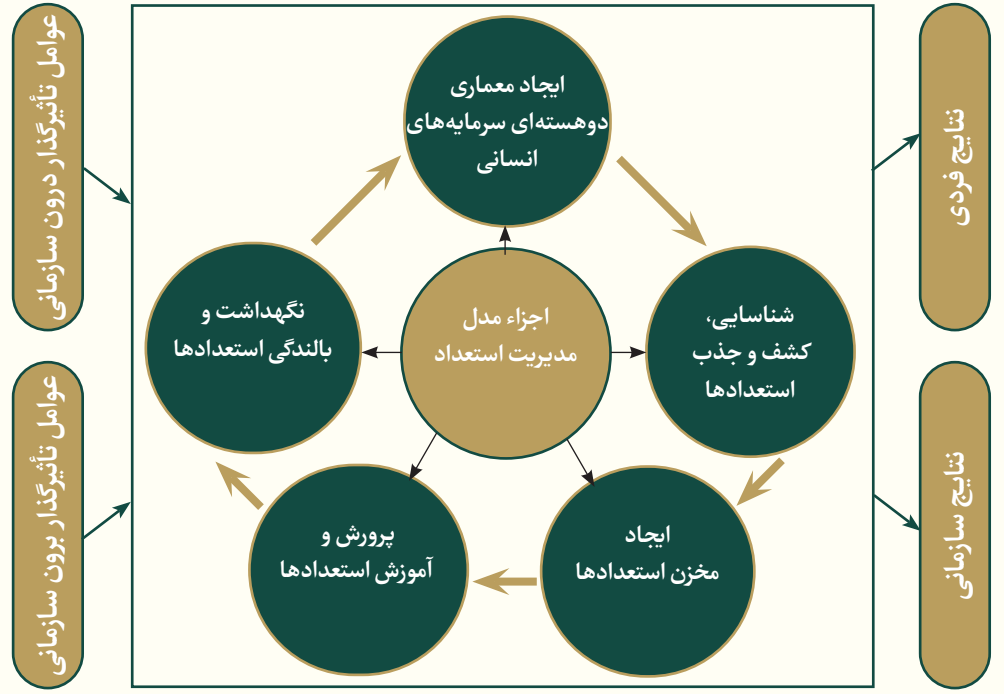 عوامل تأثیرگذار درون سازمانی
عوامل تأثیرگذار برون سازمانی
ایجاد معماری
دوهسته‌ای سرمایه‌های
انسانی
شناسایی،
کشف و جذب
استعدادها
ایجاد
مخزن استعدادها
پرورش و
آموزش استعدادها
نگهداشت و
بالندگی استعدادها
اجزاء مدل
مدیریت استعداد
نتایج فردی
نتایج سازمانی